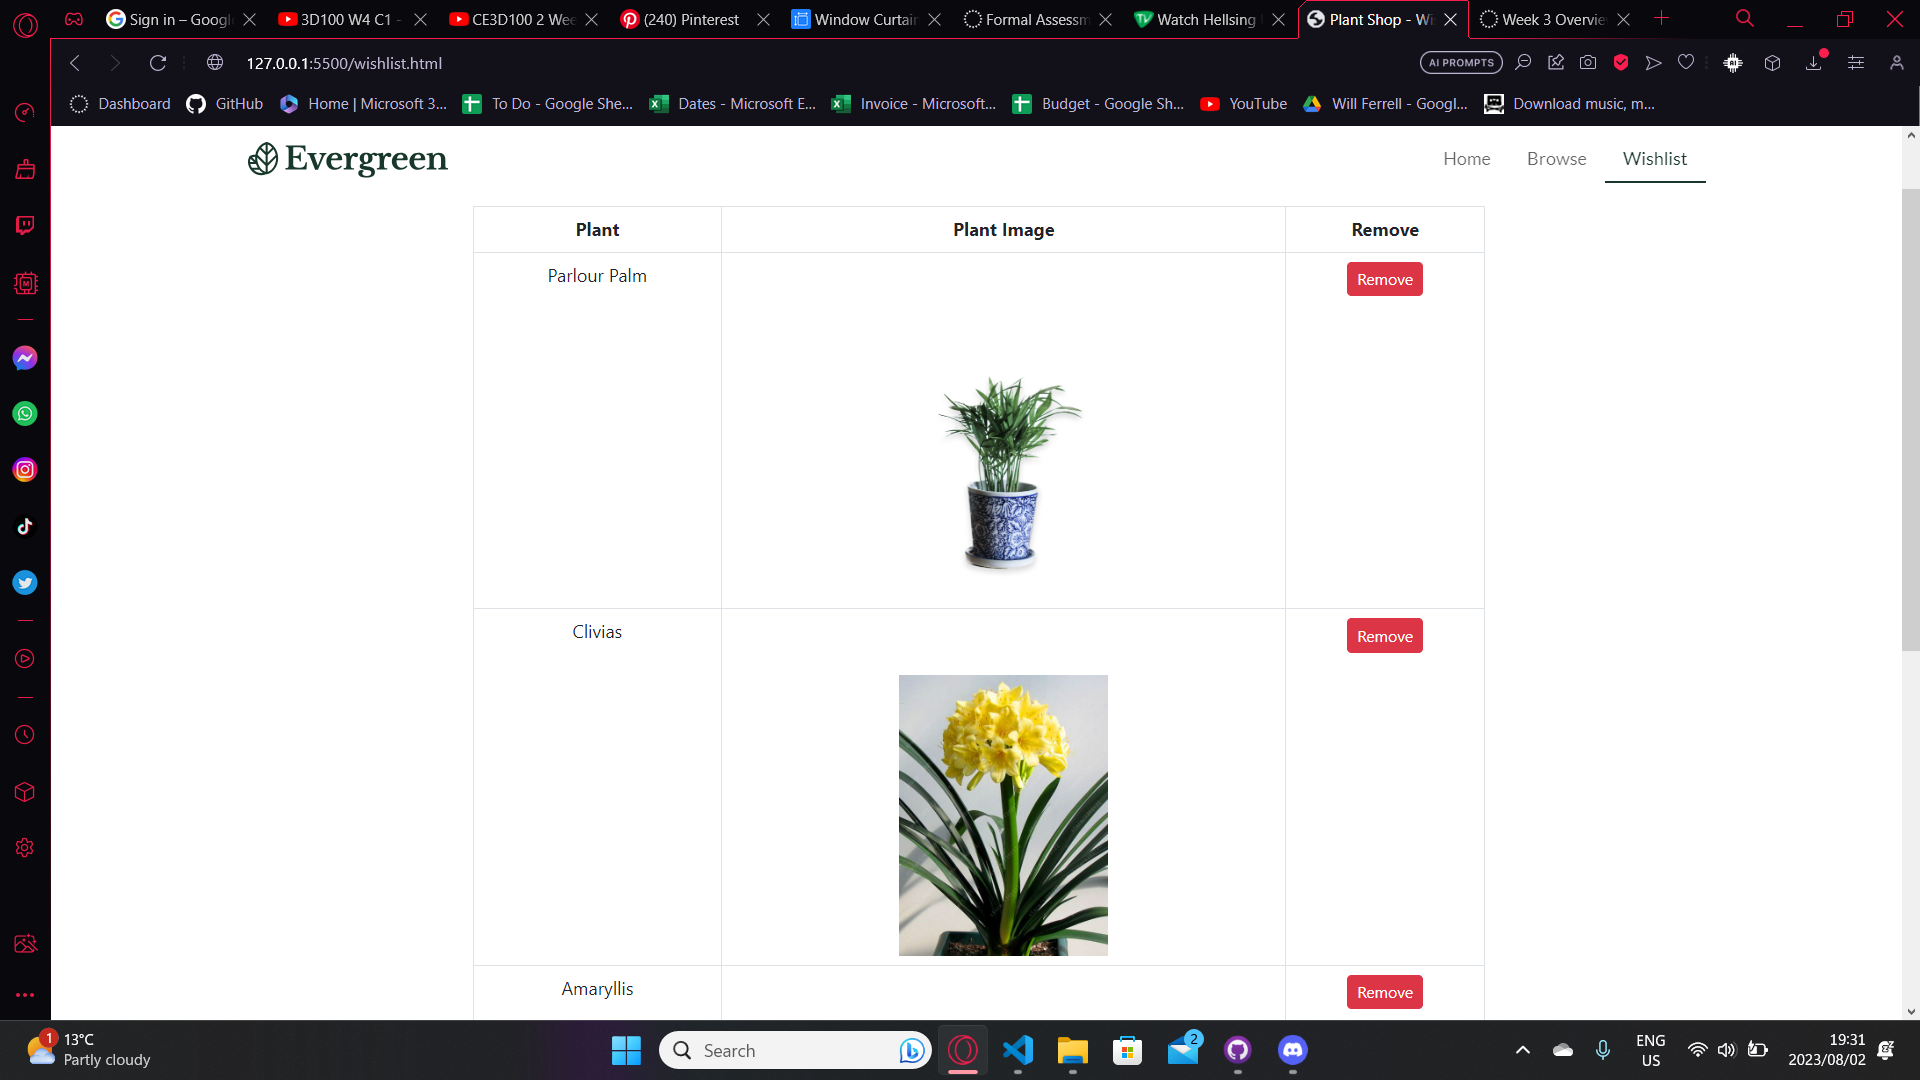 Sign in – Googl
3D100 W4 C1 -
CE3D100 2 Wee
(240) Pinterest
Window Curtain
Formal Assessm
Watch Hellsing
Plant Shop - Wis
Week 3 Overvie
127.0.0.1:5500/wishlist.html
AI PROMPTS
Dashboard
GitHub
Home | Microsoft 3...
To Do - Google She...
Dates - Microsoft E...
Invoice - Microsoft...
Budget - Google Sh...
YouTube
Will Ferrell - Googl...
Download music, m...
Evergreen
Home
Browse
Wishlist
Plant
Plant Image
Remove
Parlour Palm
Remove
Clivias
Remove
Amaryllis
Remove
1
13°C
Partly cloudy
Search
2
ENG
US
19:31
2023/08/02